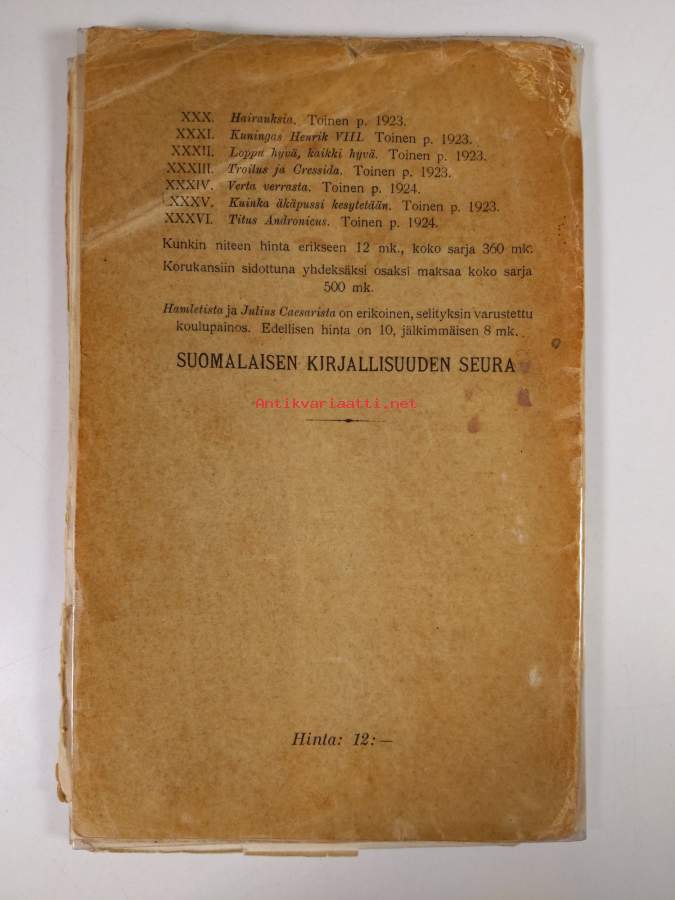 XXX. Hairauksia. Toinen p. 1923.
XXXI. Kuningas Henrik VIII. Toinen p. 1923.
XXXII. Loppu hyvä, kaikki hyvä. Toinen p. 1923.
XXXIII. Troilus ja Cressida. Toinen p. 1923.
XXXIV. Verta verrasta. Toinen p. 1924.
XXXV. Kuinka äkäpussi kesytetään. Toinen p. 1923.
XXXVI. Titus Andronicus. Toinen p. 1924.
Kunkin niteen hinta erikseen 12 mk., koko sarja 360 mk.
Korukansiin sidottuna yhdeksäksi osaksi maksaa koko sarja
500 mk.
Hamletista ja Julius Caesarista on erikoinen, selityksin varustettu
koulupainos. Edellisen hinta on 10, jälkimmäisen 8 mk.
SUOMALAISEN KIRJALLISUUDEN SEURA
Antikvariaatti.net
Hinta: 12:—